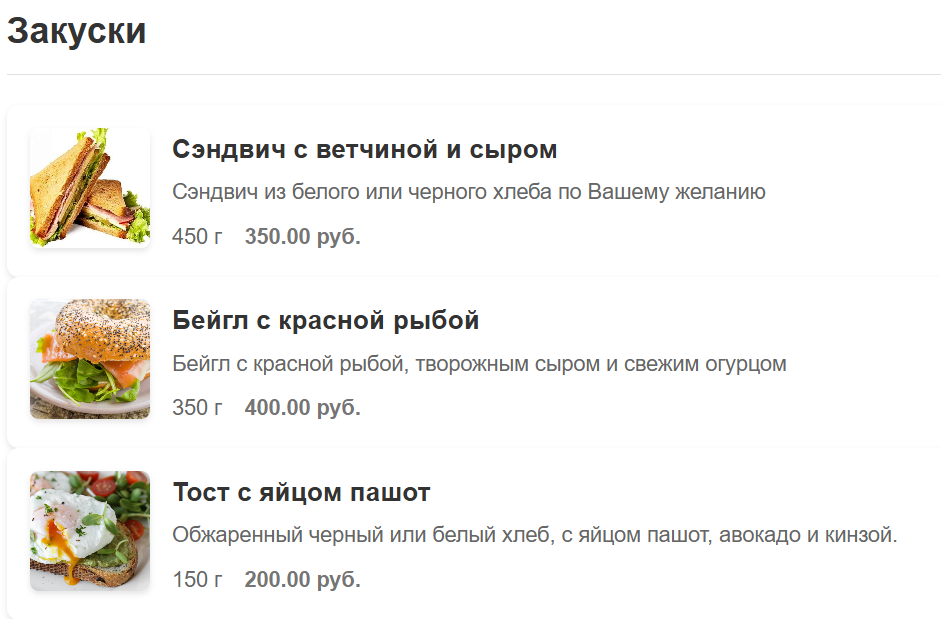 Закуски
Сэндвич с ветчиной и сыром
Сэндвич из белого или черного хлеба по Вашему желанию
450 г 350.00 руб.
Бейгл с красной рыбой
Бейгл с красной рыбой, творожным сыром и свежим огурцом
350 г 400.00 руб.
Тост с яйцом пашот
Обжаренный черный или белый хлеб, с яйцом пашот, авокадо и кинзой.
150 г 200.00 руб.